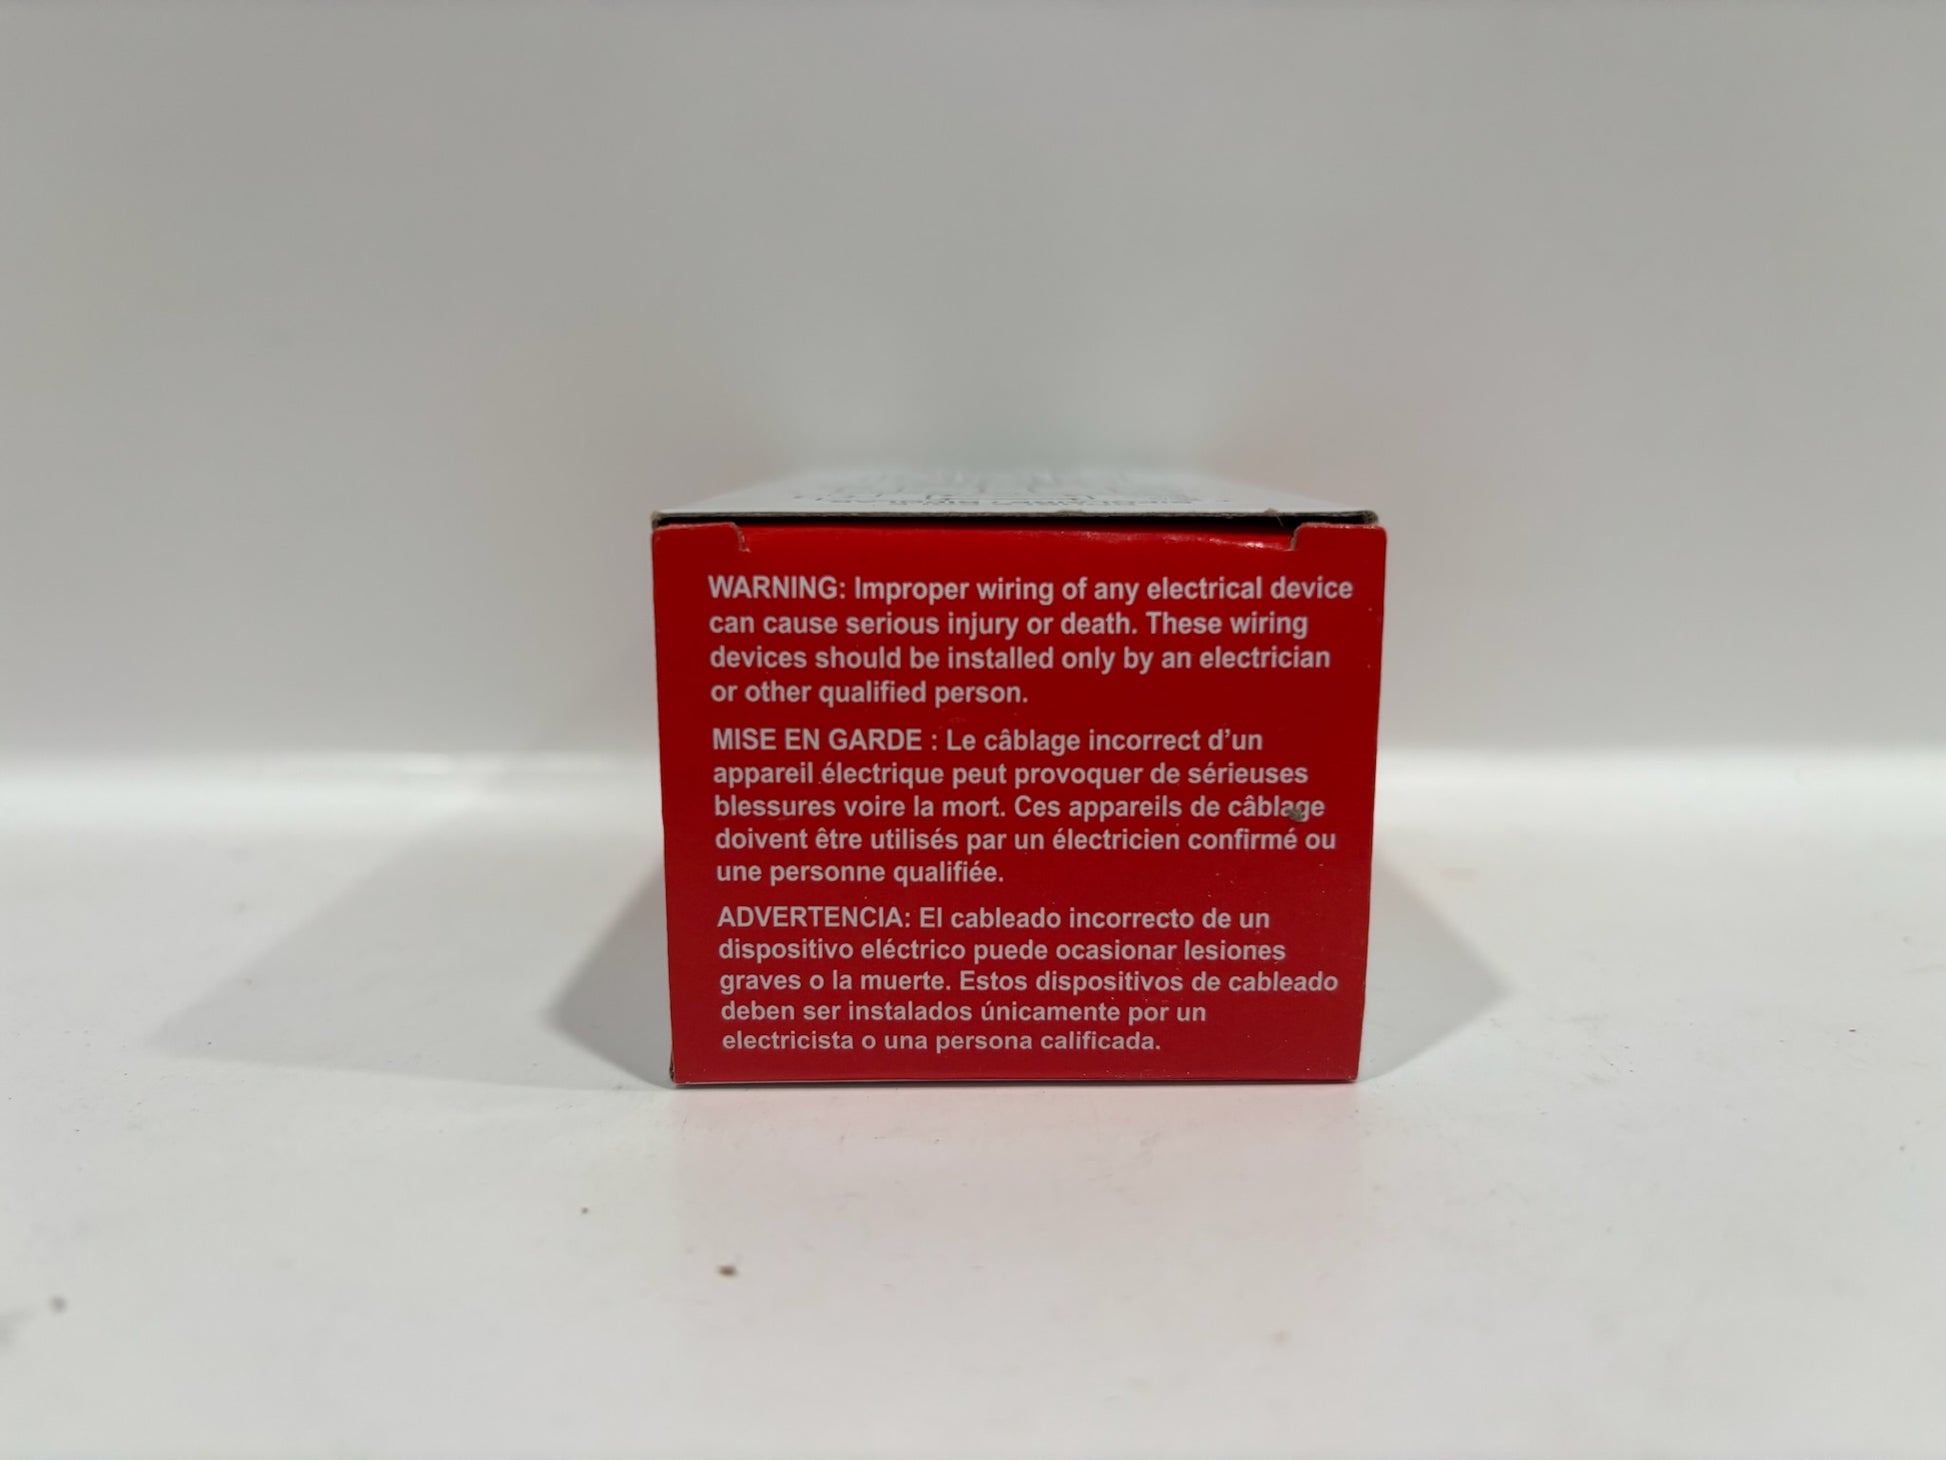 WARNING: Improper wiring of any electrical device
can cause serious injury or death. These wiring
devices should be installed only by an electrician
or other qualified person.
MISE EN GARDE : Le câblage incorrect d’un
appareil électrique peut provoquer de sérieuses
blessures voire la mort. Ces appareils de câblage
doivent être utilisés par un électricien confirmé ou
une personne qualifiée.
ADVERTENCIA: El cableado incorrecto de un
dispositivo eléctrico puede ocasionar lesiones
graves o la muerte. Estos dispositivos de cableado
deben ser instalados únicamente por un
electricista o una persona calificada.